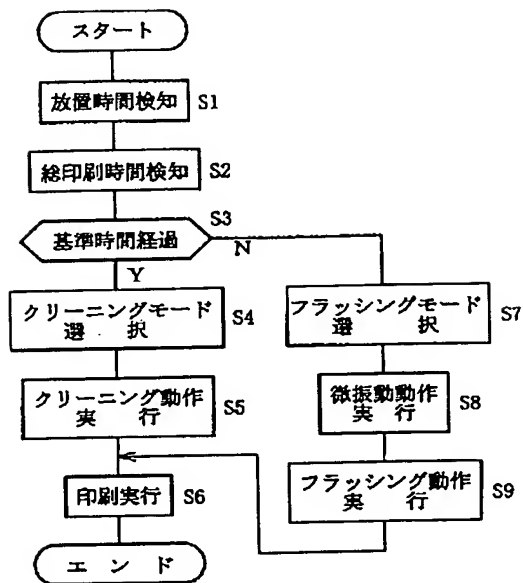 スタート
放置時間検知 S1
総印刷時間検知 S2
S3
基準時間経過
N
Y
クリーニングモード
選 択
S4
クリーニング動作
実 行
S5
印刷実行 S6
エ ン ド
フラッシングモード
選 択
S7
微振動動作
実 行
S8
フラッシング動作
実 行
S9